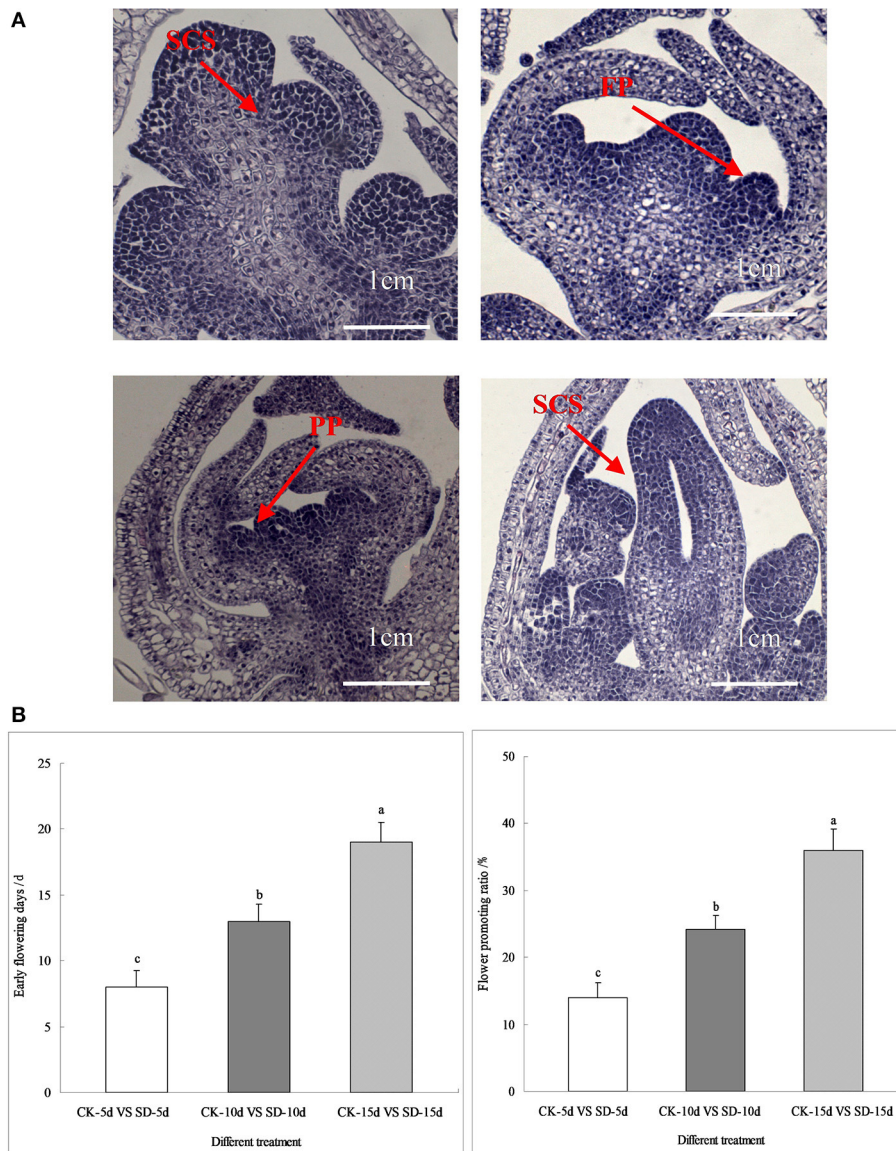 A
SCS
1cm
FP
1cm
PP
1cm
SCS
1cm
B
Early flowering days / d
25
20
15
10
5
0
c
b
a
CK-5d VS SD-5d
CK-10d VS SD-10d
CK-15d VS SD-15d
Different treatment
Flower promoting ratio /%
50
40
30
20
10
0
c
b
a
CK-5d VS SD-5d
CK-10d VS SD-10d
CK-15d VS SD-15d
Different treatment